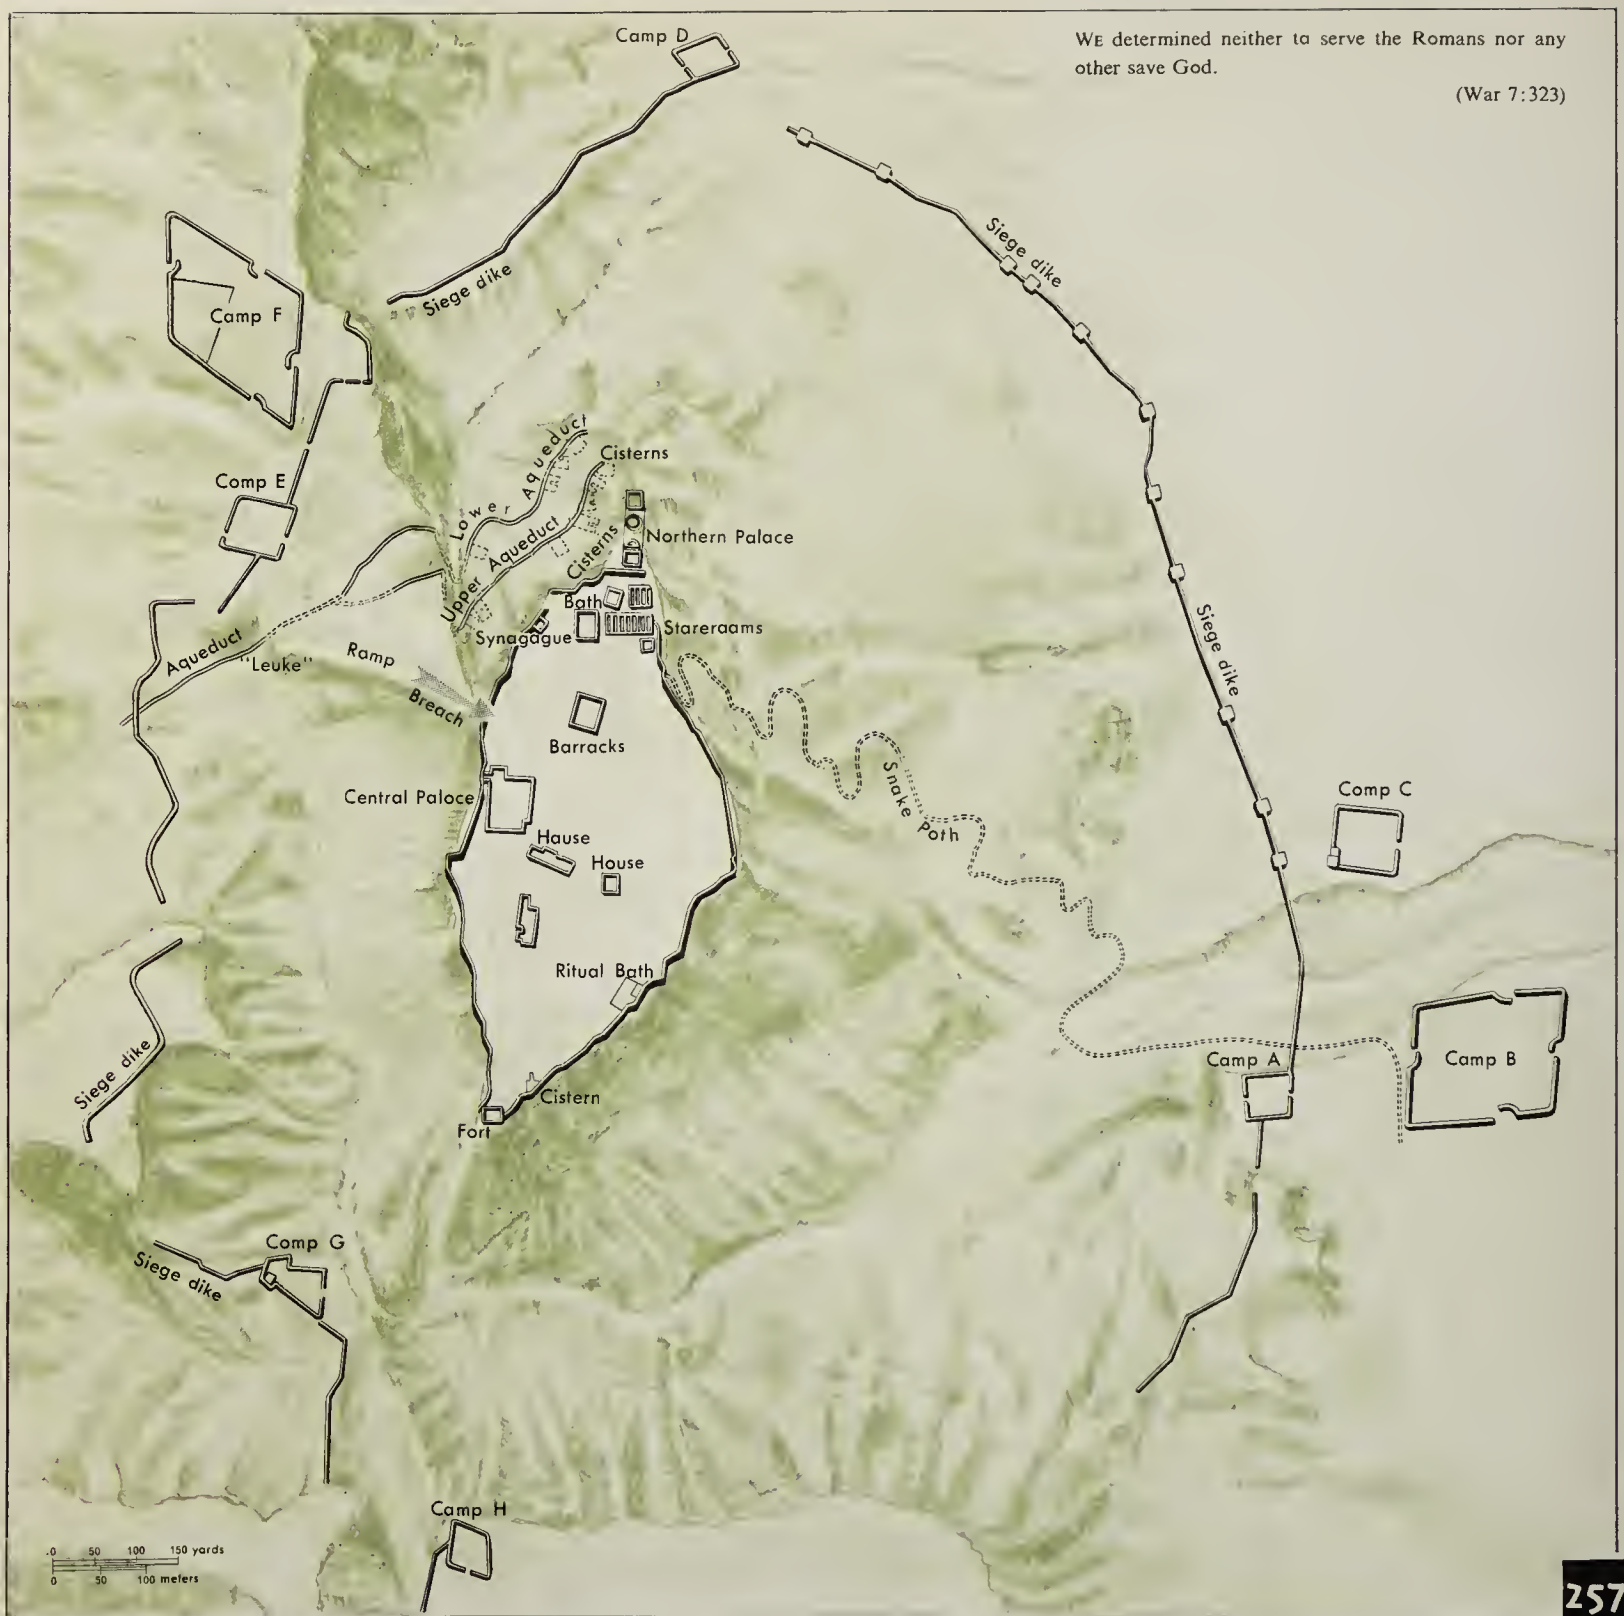 Camp D
WE determined neither to serve the Romans nor any
other save God.
(War 7:323)
Siege dike
Siege dike
Camp F
Lower Aqueduct
Cisterns
Comp E
Upper Aqueduct
Cisterns
Northern Palace
Bath
Synagague
Stareraams
Aqueduct
"Leuke"
Ramp
Breach
Siege dike
Barracks
Snake Poth
Central Paloce
Comp C
Hause
House
Ritual Bath
Siege dike
Camp A
Camp B
Cistern
Fort
Comp G
Siege dike
Camp H
0 50 100 150 yards
0 50 100 meters
257